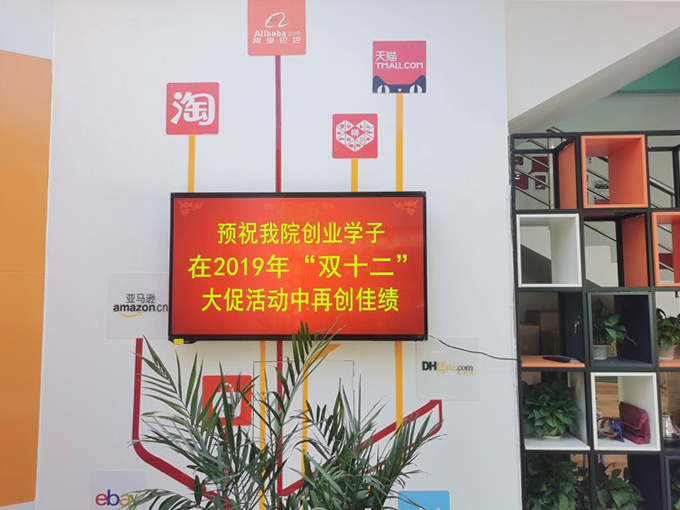 Alibaba.com
阿里巴巴
天猫
TMALL.COM
淘
拼
预祝我院创业学子
在2019年“双十二”
大促活动中再创佳绩
亚马逊
amazon.cn
DHgate.com
ebay